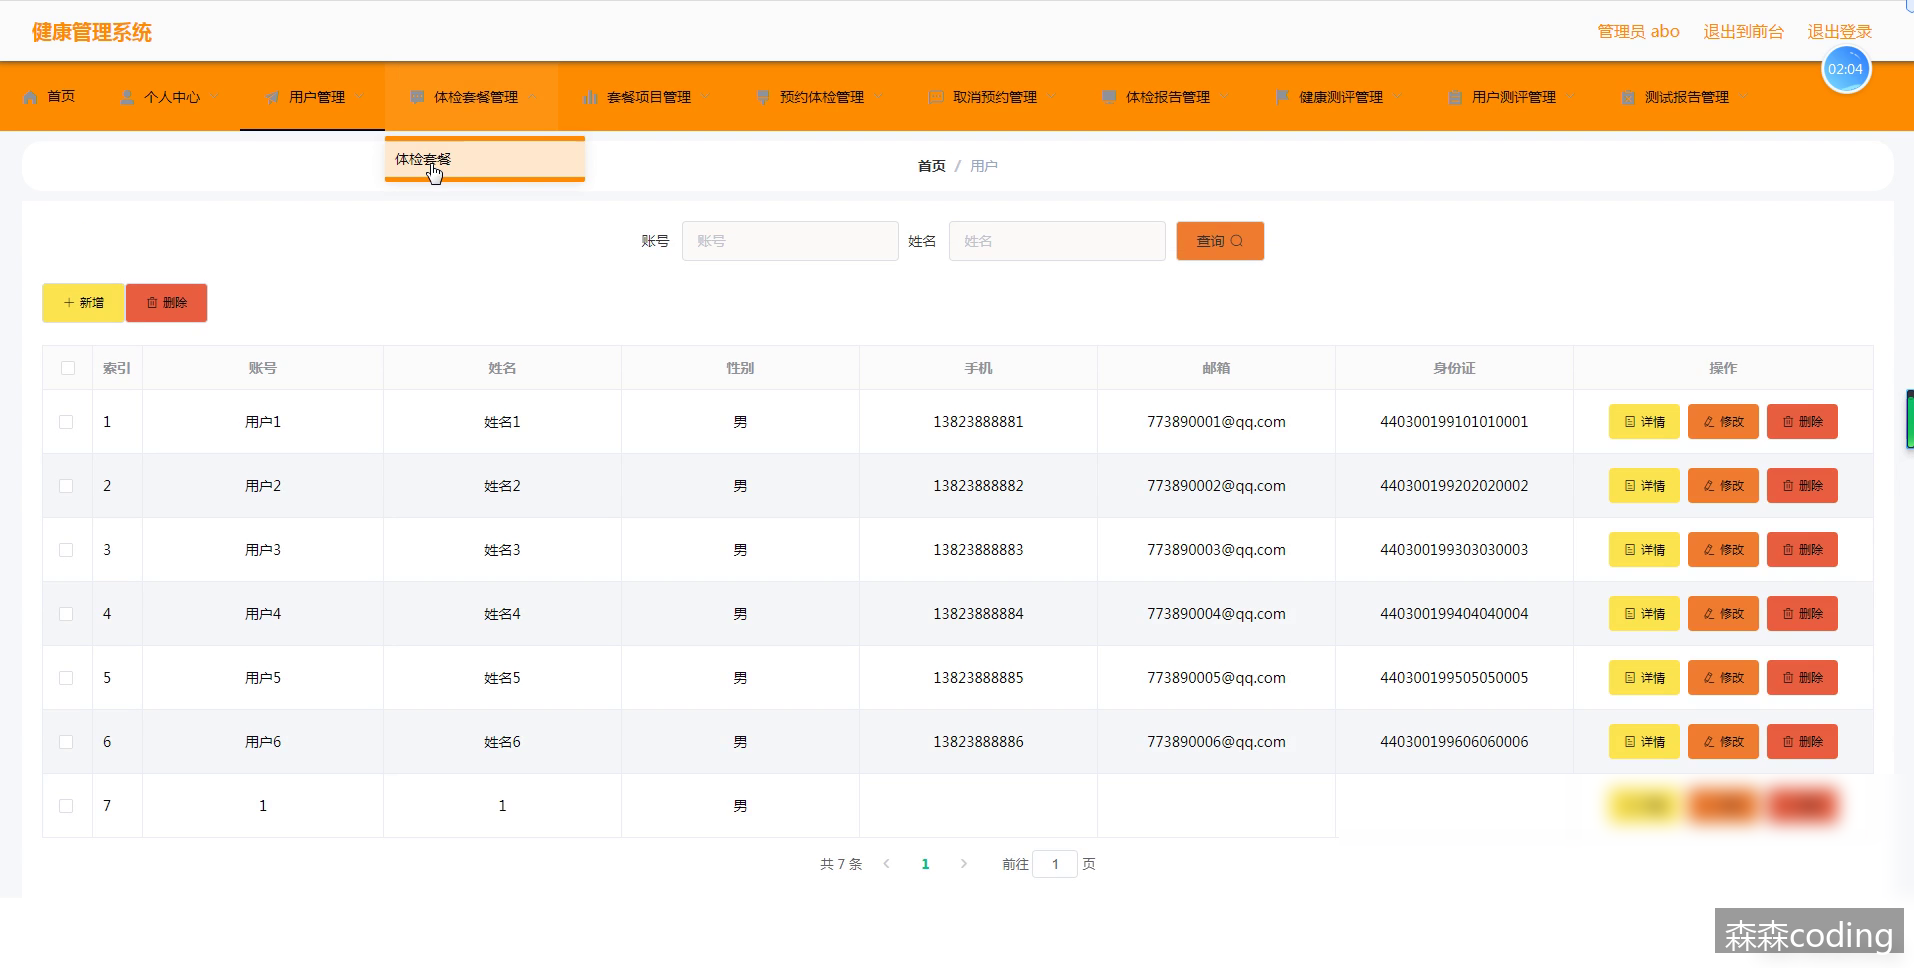 健康管理系统
管理员 abo 退出到前台 退出登录
02:04
首页 个人中心 用户管理 体检套餐管理 套餐项目管理 预约体检管理 取消预约管理 体检报告管理 健康测评管理 用户测评管理 测试报告管理
体检套餐
首页 / 用户
账号 账号 姓名 姓名 查询
新增 删除
索引 账号 姓名 性别 手机 邮箱 身份证 操作
1 用户1 姓名1 男 13823888881 773890001@qq.com 440300199101010001 详情 修改 删除
2 用户2 姓名2 男 13823888882 773890002@qq.com 440300199202020002 详情 修改 删除
3 用户3 姓名3 男 13823888883 773890003@qq.com 440300199303030003 详情 修改 删除
4 用户4 姓名4 男 13823888884 773890004@qq.com 440300199404040004 详情 修改 删除
5 用户5 姓名5 男 13823888885 773890005@qq.com 440300199505050005 详情 修改 删除
6 用户6 姓名6 男 13823888886 773890006@qq.com 440300199606060006 详情 修改 删除
7 1 1 男
共 7 条 1 前往 1 页
森森coding